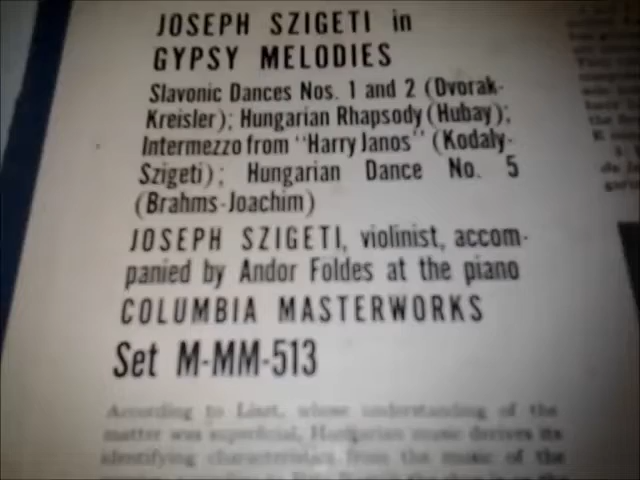 JOSEPH SZIGETI in
GYPSY MELODIES
Slavonic Dances Nos. 1 and 2 (Dvorak-
Kreisler); Hungarian Rhapsody (Hubay);
Intermezzo from "Harry Janos" (Kodaly-
Szigeti); Hungarian Dance No. 5
(Brahms-Joachim)
JOSEPH SZIGETI, violinist, accom-
panied by Andor Foldes at the piano
COLUMBIA MASTERWORKS
Set M-MM-513
According to Liszt, whose understanding of the
matter was superficial, Hungarian music derives its
identifying characteristics from the music of the